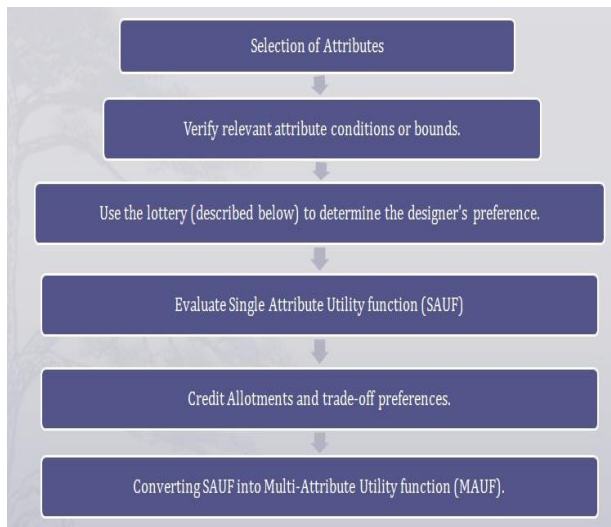 Selection of Attributes
Verify relevant attribute conditions or bounds.
Use the lottery (described below) to determine the designer's preference.
Evaluate Single Attribute Utility function (SAUF)
Credit Allotments and trade-off preferences.
Converting SAUF into Multi-Attribute Utility function (MAUF).